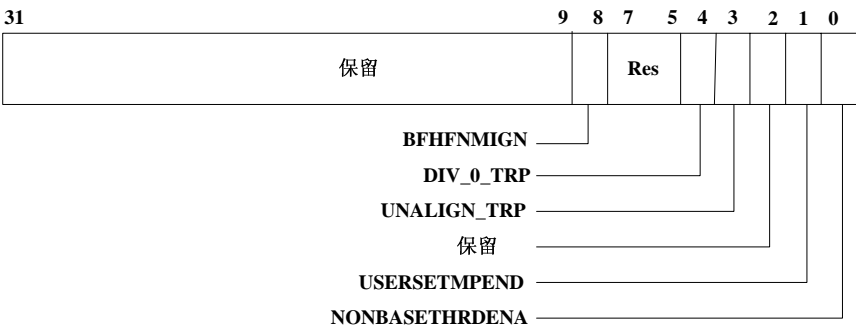 31 9 8 7 5 4 3 2 1 0
保留 Res
BFHFNMIGN
DIV_0_TRP
UNALIGN_TRP
保留
USERSETMPEND
NONBASETHRDENA